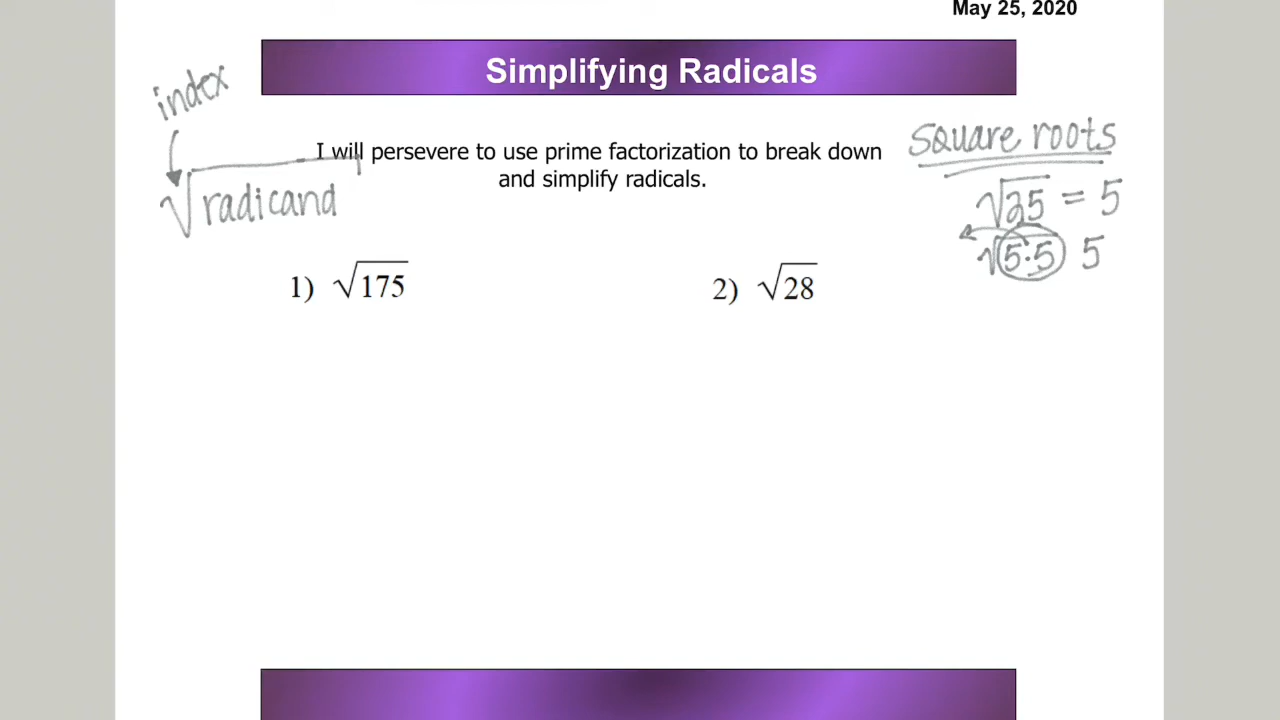 May 25, 2020
Simplifying Radicals
index
√radicand
I will persevere to use prime factorization to break down
and simplify radicals.
Square roots
√25 = 5
√5·5 5
1) √175
2) √28